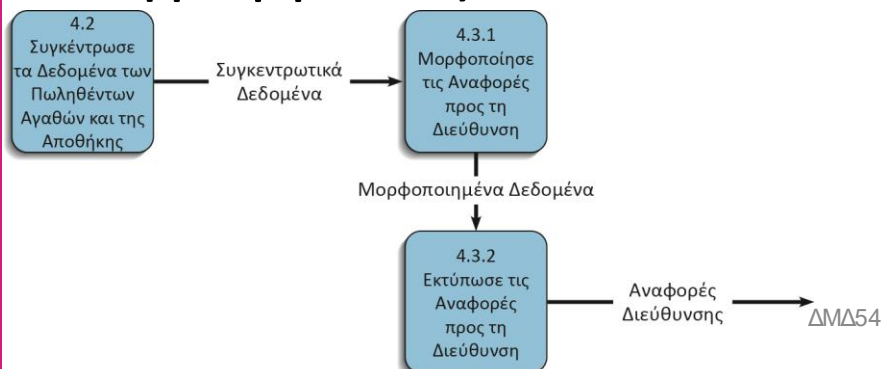 4.2
Συγκέντρωσε
τα Δεδομένα των
Πωληθέντων
Αγαθών και της
Αποθήκης
Συγκεντρωτικά
Δεδομένα
4.3.1
Μορφοποίησε
τις Αναφορές
προς τη
Διεύθυνση
Μορφοποιημένα Δεδομένα
4.3.2
Εκτύπωσε τις
Αναφορές
προς τη
Διεύθυνση
Αναφορές
Διεύθυνσης
ΔΜΔ54